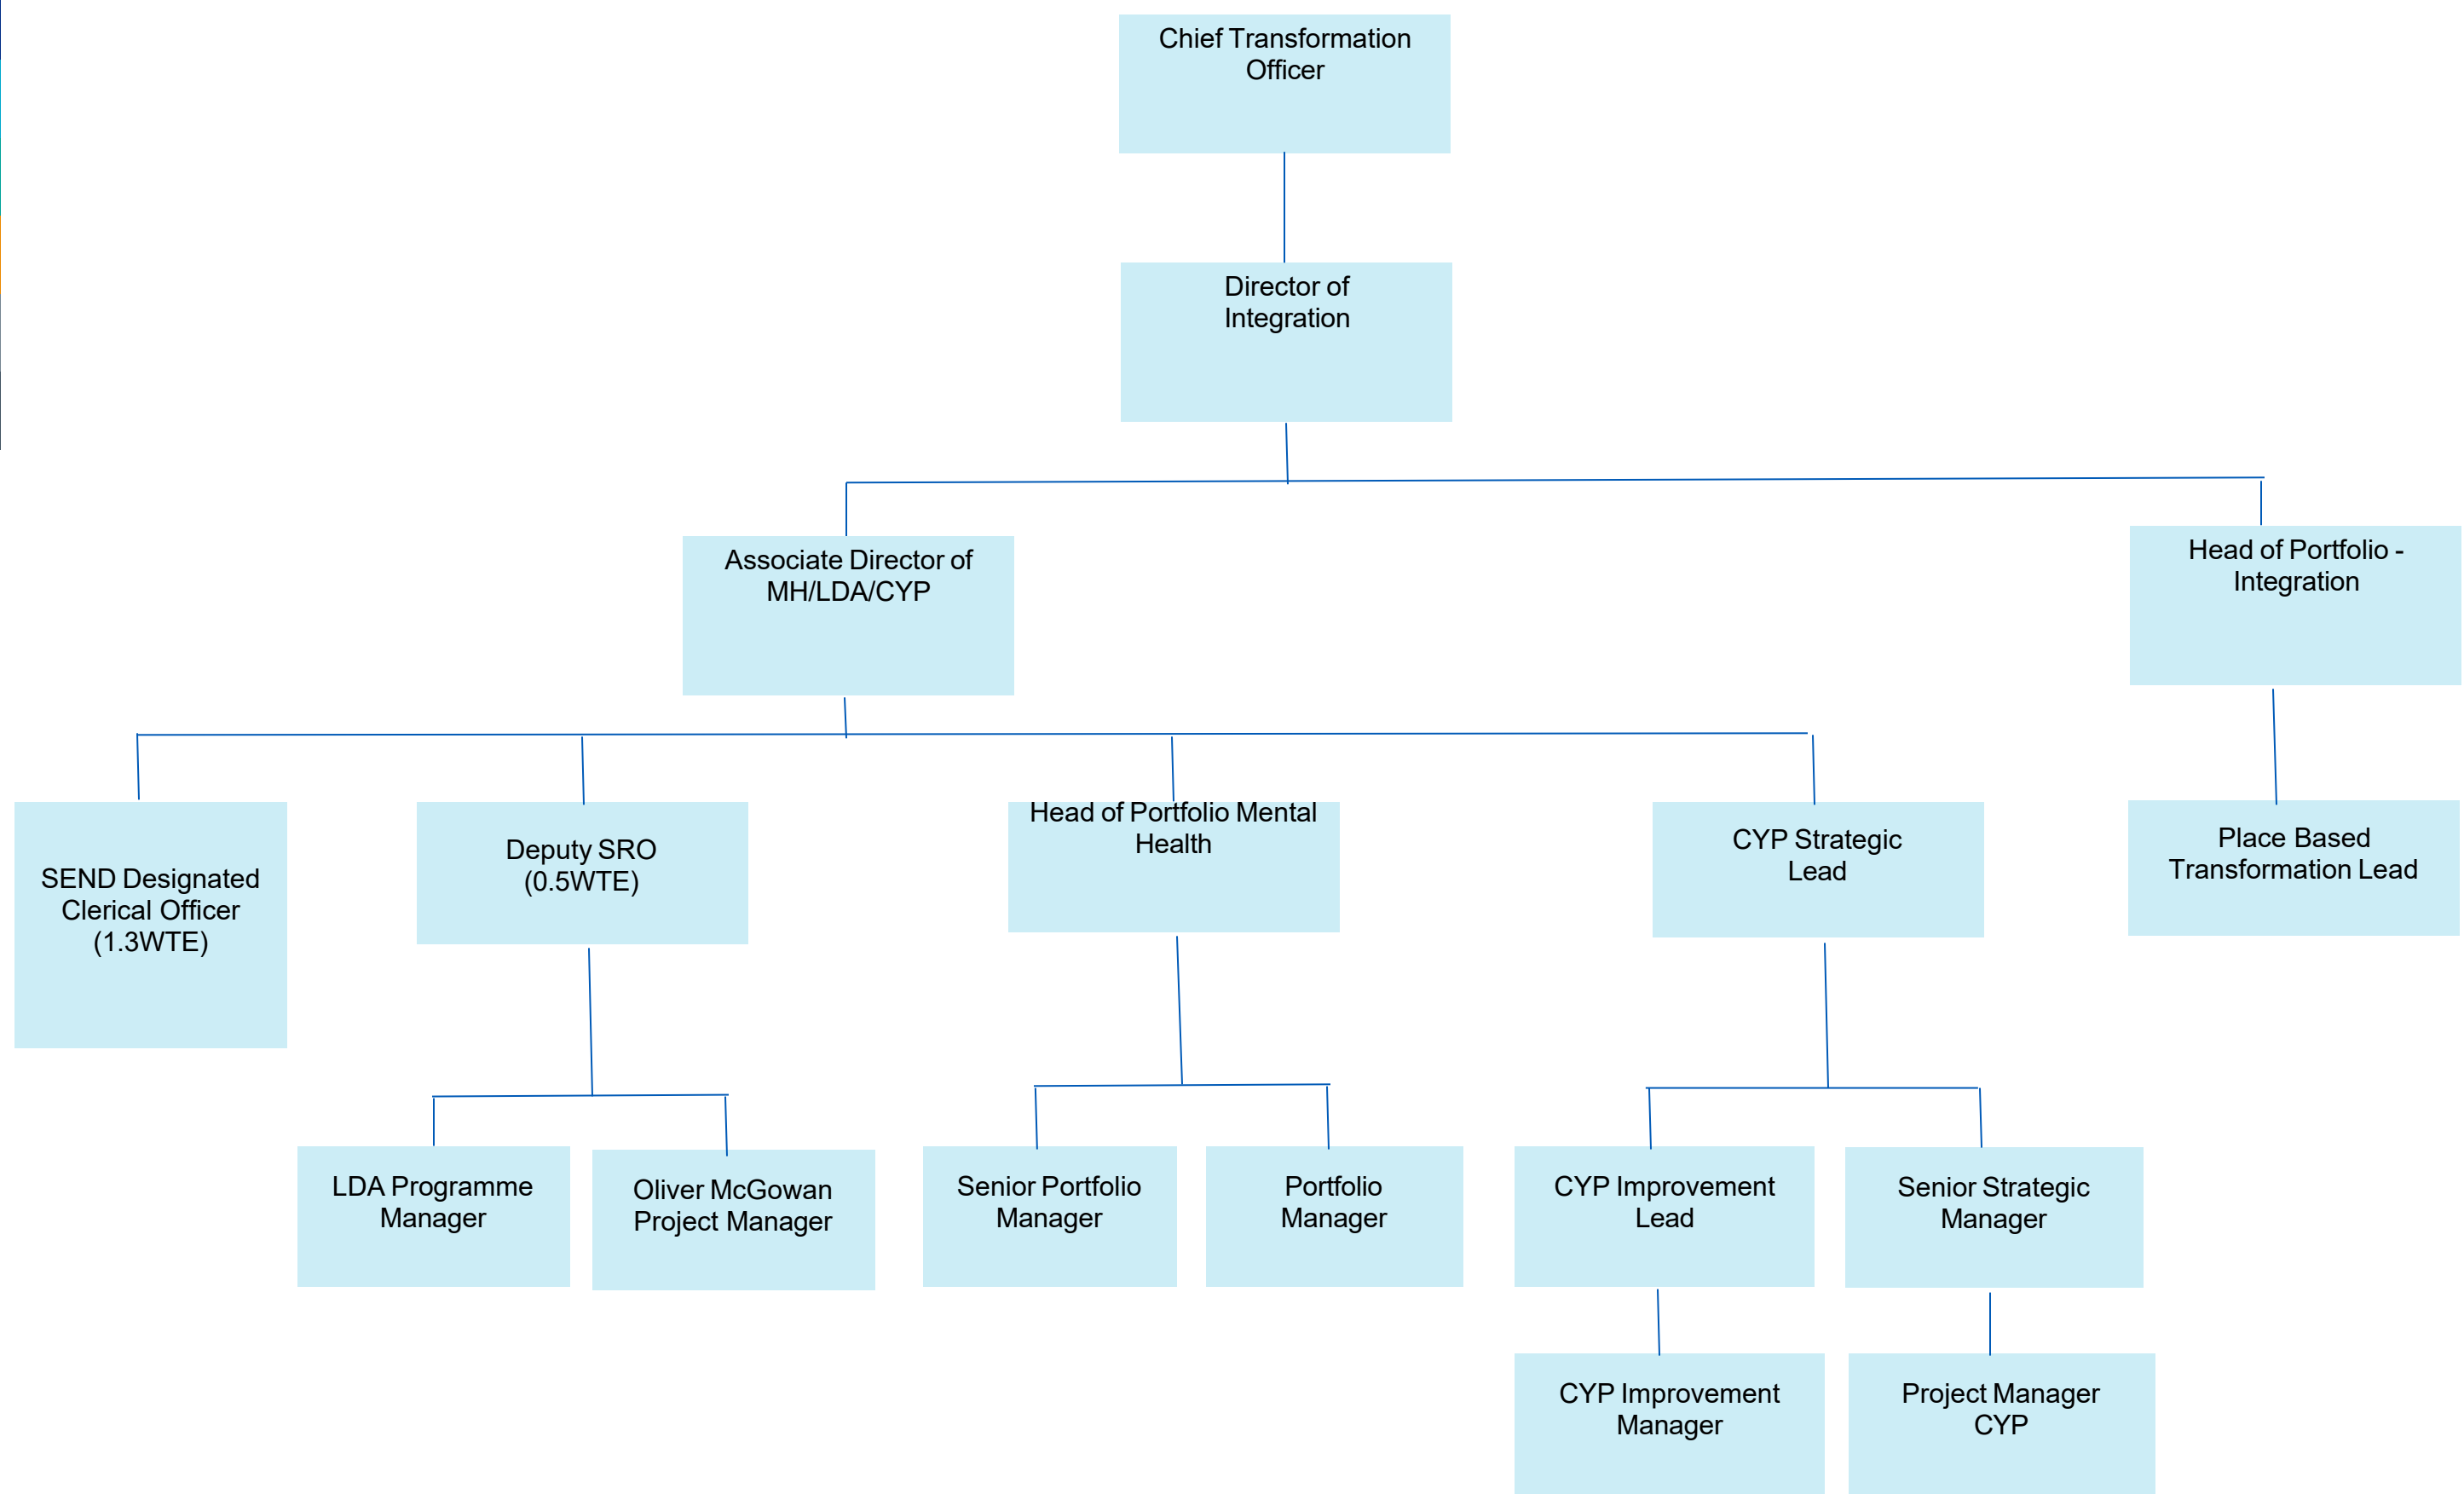 Chief Transformation
Officer
Director of
Integration
Associate Director of
MH/LDA/CYP
Head of Portfolio -
Integration
SEND Designated
Clerical Officer
(1.3WTE)
Deputy SRO
(0.5WTE)
Head of Portfolio Mental
Health
CYP Strategic
Lead
Place Based
Transformation Lead
LDA Programme
Manager
Oliver McGowan
Project Manager
Senior Portfolio
Manager
Portfolio
Manager
CYP Improvement
Lead
Senior Strategic
Manager
CYP Improvement
Manager
Project Manager
CYP